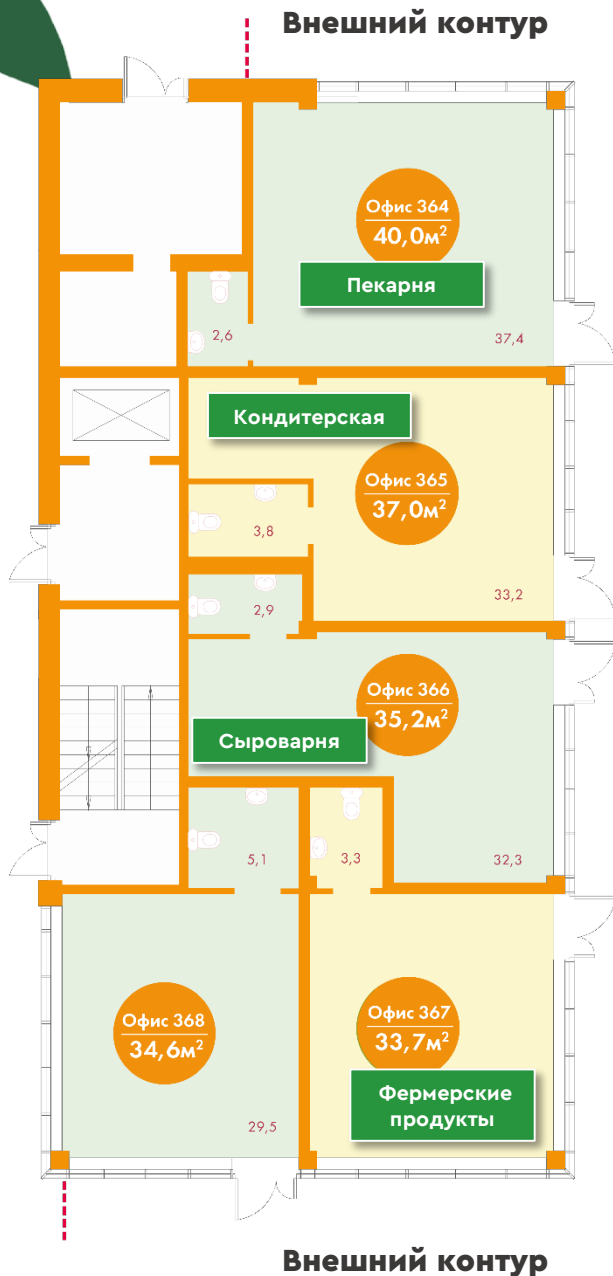 Внешний контур
Офис 364
40,0м²
Пекарня
2,6
37,4
Кондитерская
Офис 365
37,0м²
3,8
33,2
2,9
Офис 366
35,2м²
Сыроварня
5,1
3,3
32,3
Офис 368
34,6м²
Офис 367
33,7м²
Фермерские
продукты
29,5
Внешний контур